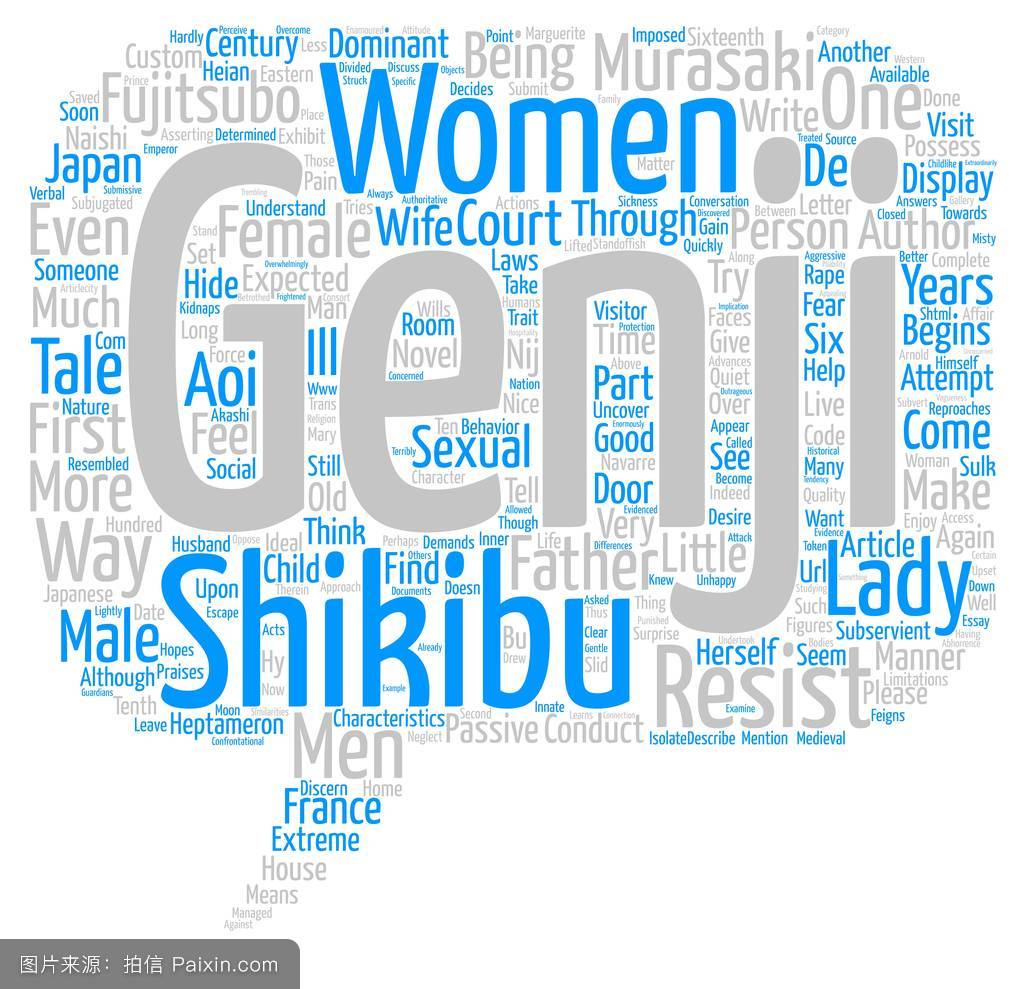 Hardly Century Perceive Overcome Enamoured Attitude Point Marguerite Imposed Sixteenth Category
Custom Less Dominant Being Murasaki Another Western
Heian Eastern Divided Discuss Struck Specific Objects Decides Submit One Available
Saved Fujitsubo Prince Place Women Family Write Done
Soon Visit
Naishi Asserting Determined Exhibit Matter Treated Source Possess
Japan Emperor Those Pain De Childlike Extraordinarily
Verbal Submissive Trembling Always Authoritative Actions Sickness Conversation Display
Subjugated Understand Tries Discovered Between Letter Answers Gallery
Even Stand Female Wife Court Through Gain Person Author Closed Towards
Set Lifted Standoffish Quickly Misty
Someone Articlecity Hide Overwhelmingly Expected Laws Along Aggressive Pliability Better Complete
Much Kidnaps Betrothed Frightened Consort Man Wills Take Humans Try Rape Appealing Years
Genji
Long Room Trait Visitor Implication Faces Fear Shtml Affair
Com Force Ill Novel Hospitality Nij Protection Time Give Six Begins
Tale Aoi Concerned Above Advances Arnold Himself Unconcerned
Www Nation Part Quiet Outrageous Help Attempt
Nature Akashi Trans Nice Uncover Over Live Subvert Vagueness Reproaches
First Feel Religion Ten Behavior Enormously Appear Code Come
Mary Sexual Good Called
Resembled Social Still Terribly Navarre See Historical Many Woman Sulk
More Old Character Tell Door Become Tendency Make
Indeed Quality
Hundred Think Allowed Though Evidenced Very Desire Want Enjoy Access
Way Husband Oppose Ideal Perhaps Demands Inner Life Differences Attack Evidence Again
Child Find Others Father Little Token Article Certain
Japanese Upon Therein Approach Documents Doesn Knew Unhappy Url Something Lady Upset
Shikibu
Lightly Date Escape Asked Thing Studying Such Down Well
Male Acts Thus Punished Figures Essay
Hopes Already Bu Clear Surprise Undertook Bodies Subservient Having
Although Praises Hy Drew Gentle Herself Seem Manner Abhorrence
Guardians Now Example Slid Resist Limitations
Tenth Moon Similarities Innate Examine Please
Leave Heptameron Characteristics Second Learns Connection Feigns
Confrontational Men Neglect Passive Conduct Isolate Describe Mention Medieval
Discern Home
France
Extreme
House
Means
Managed
Against
图片来源：拍信 Paixin.com